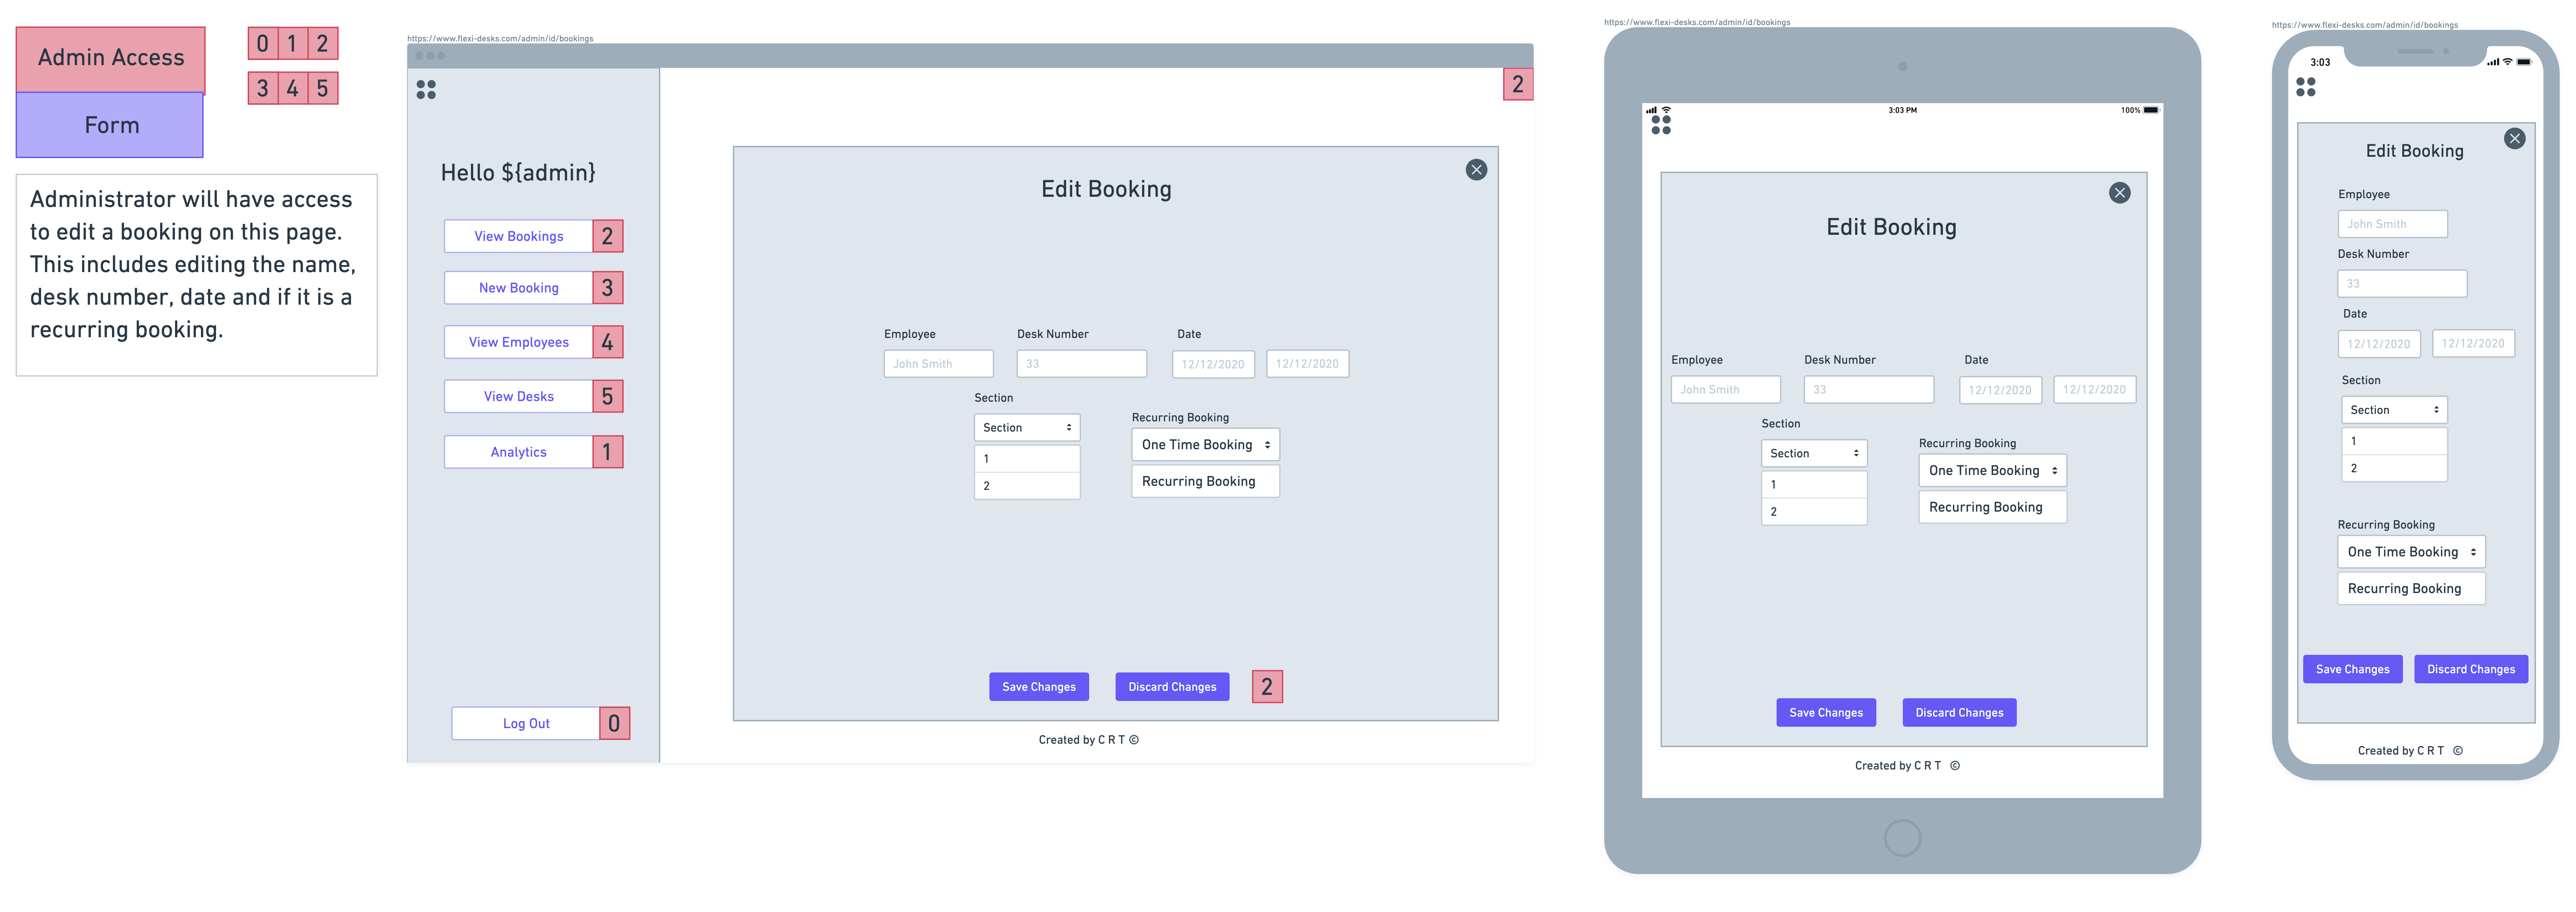 Admin Access
Form
0 1 2
3 4 5
Administrator will have access
to edit a booking on this page.
This includes editing the name,
desk number, date and if it is a
recurring booking.
https://www.flexi-desks.com/admin/id/bookings
2
Hello ${admin}
View Bookings 2
New Booking 3
View Employees 4
View Desks 5
Analytics 1
Log Out 0
Edit Booking
Employee Desk Number Date
John Smith 33 12/12/2020 12/12/2020
Section
Section
1
2
Recurring Booking
One Time Booking
Recurring Booking
Save Changes Discard Changes 2
Created by C R T ©
https://www.flexi-desks.com/admin/id/bookings
3:03 PM 100%
Edit Booking
Employee Desk Number Date
John Smith 33 12/12/2020 12/12/2020
Section
Section
1
2
Recurring Booking
One Time Booking
Recurring Booking
Save Changes Discard Changes
Created by C R T ©
https://www.flexi-desks.com/admin/id/bookings
3:03
Edit Booking
Employee
John Smith
Desk Number
33
Date
12/12/2020 12/12/2020
Section
Section
1
2
Recurring Booking
One Time Booking
Recurring Booking
Save Changes Discard Changes
Created by C R T ©